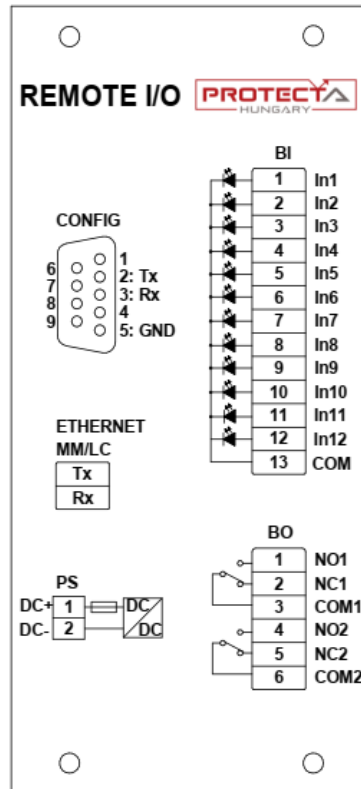 REMOTE I/O PROTECTA
HUNGARY
CONFIG
1
6
2: Tx
7
3: Rx
8
4
9
5: GND
ETHERNET
MM/LC
Tx
Rx
PS
DC+ 1 DC
DC- 2 DC
BI
1 In1
2 In2
3 In3
4 In4
5 In5
6 In6
7 In7
8 In8
9 In9
10 In10
11 In11
12 In12
13 COM
BO
1 NO1
2 NC1
3 COM1
4 NO2
5 NC2
6 COM2